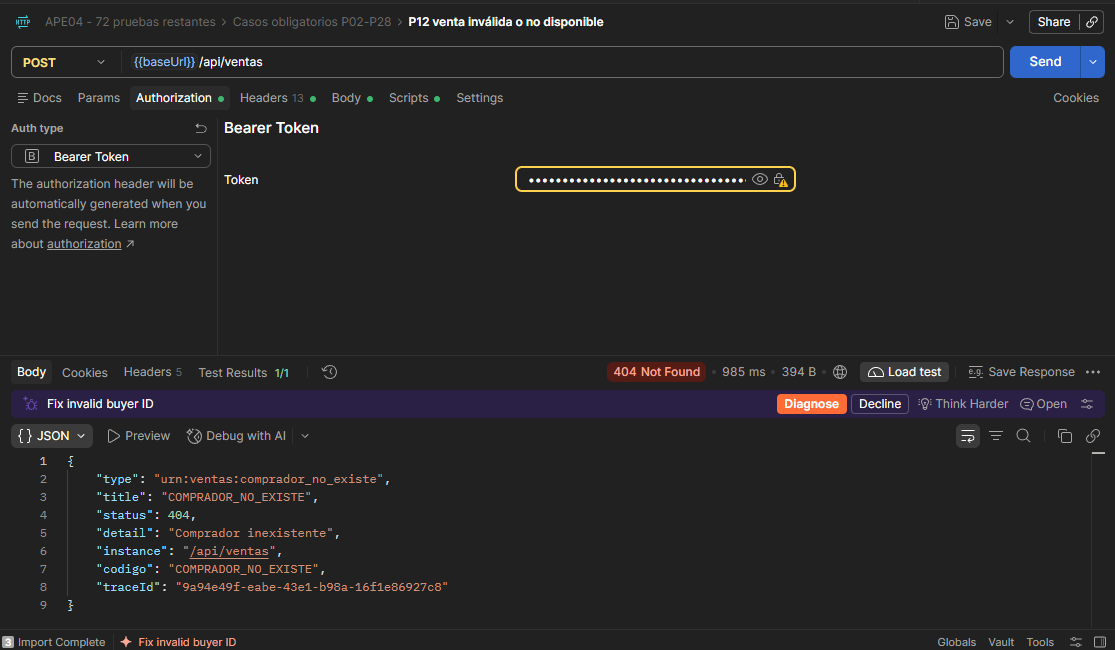 HTTP APE04 - 72 pruebas restantes > Casos obligatorios P02-P28 > P12 venta inválida o no disponible Save Share
POST {{baseUrl}} /api/ventas Send
Docs Params Authorization Headers 13 Body Scripts Settings Cookies
Auth type
B Bearer Token
The authorization header will be
automatically generated when you
send the request. Learn more
about authorization ↗
Bearer Token
Token
Body Cookies Headers 5 Test Results 1/1 404 Not Found • 985 ms • 394 B • Load test e.g. Save Response
Fix invalid buyer ID Diagnose Decline Think Harder Open
{} JSON Preview Debug with AI
1 {
2 "type": "urn:ventas:comprador_no_existe",
3 "title": "COMPRADOR_NO_EXISTE",
4 "status": 404,
5 "detail": "Comprador inexistente",
6 "instance": "/api/ventas",
7 "codigo": "COMPRADOR_NO_EXISTE",
8 "traceId": "9a94e49f-eabe-43e1-b98a-16f1e86927c8"
9 }
3 Import Complete Fix invalid buyer ID Globals Vault Tools